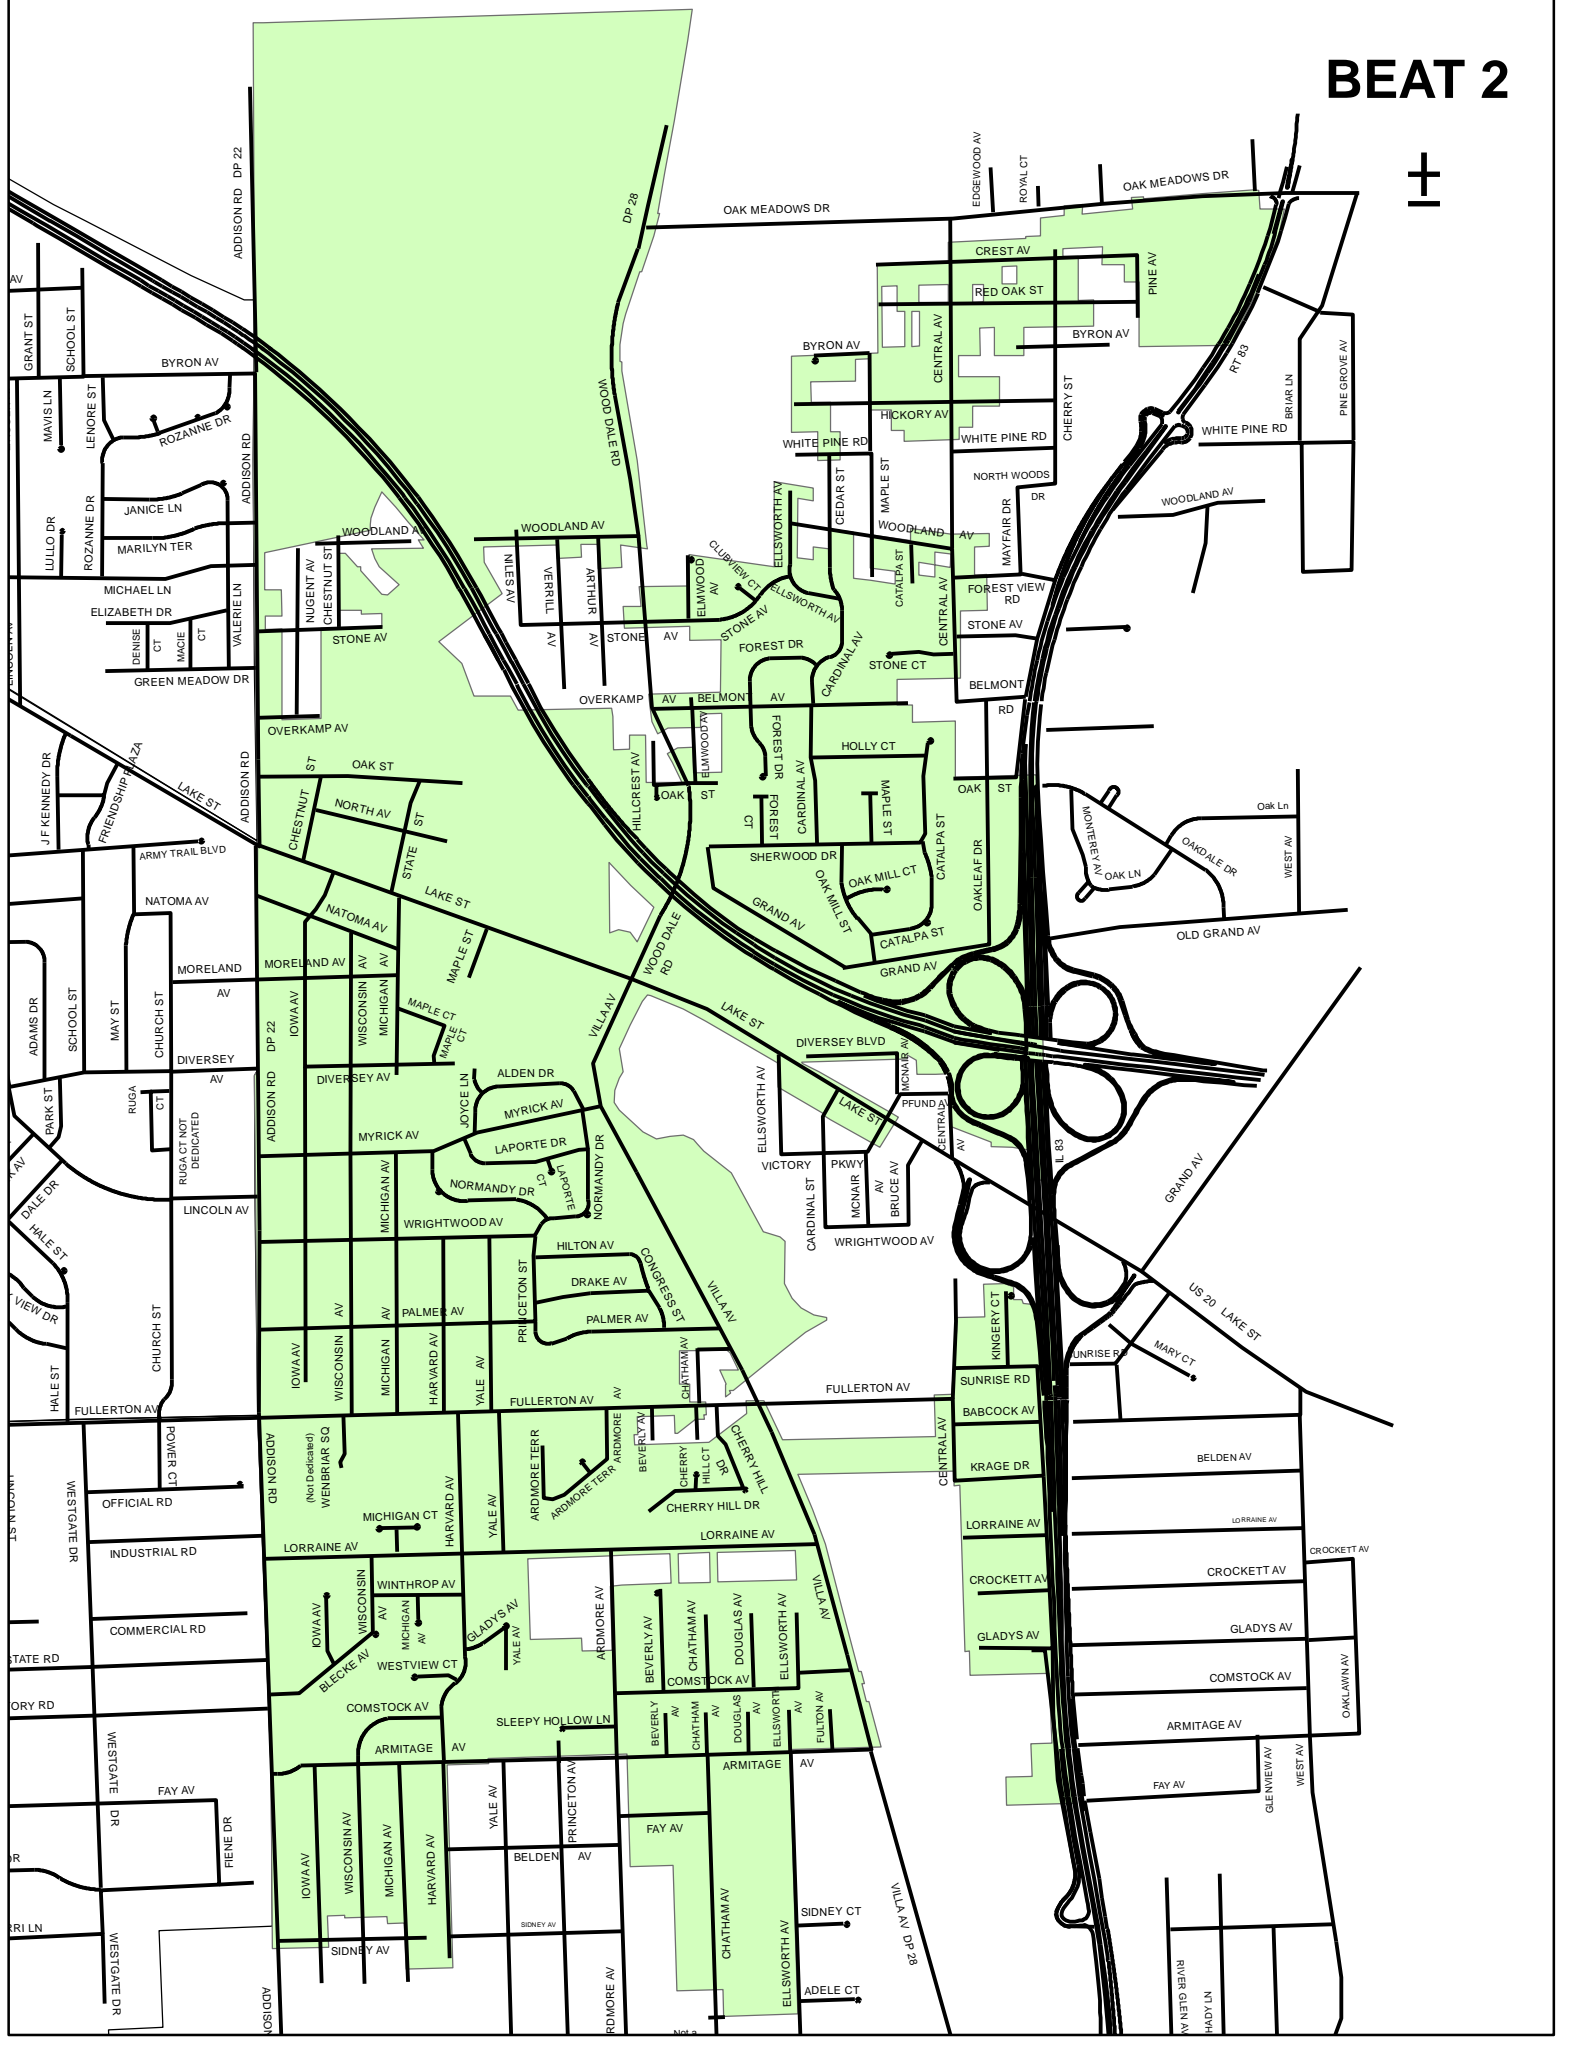 BEAT 2
ADDISON RD DP 22
DP 28
OAK MEADOWS DR
EDGEWOOD AV
ROYAL CT
OAK MEADOWS DR
CREST AV
PINE AV
RED OAK ST
AV
GRANT ST
SCHOOL ST
BYRON AV
BYRON AV
CENTRAL AV
BYRON AV
RT 83
BRIAR LN
PINE GROVE AV
MAVIS LN
LENORE ST
ROZANNE DR
WOOD DALE RD
HICKORY AV
CHERRY ST
WHITE PINE RD
WHITE PINE RD
WHITE PINE RD
ADDISON RD
NORTH WOODS
DR
JANICE LN
ELLSWORTH AV
CEDAR ST
MAPLE ST
WOODLAND AV
LULLO DR
ROZANNE DR
MARILYN TER
WOODLAND AV
WOODLAND AV
MAYFAIR DR
NUGENT AV
CHESTNUT ST
NILES AV
VERRILL
AV
ARTHUR
AV
ELMWOOD
AV
CLUBVIEW CT
ELLSWORTH AV
CATALPA ST
CENTRAL AV
FOREST VIEW
RD
MICHAEL LN
ELIZABETH DR
DENISE
CT
MACIE
CT
VALERIE LN
STONE AV
STONE AV
STONE AV
STONE AV
FOREST DR
CARDINAL AV
STONE CT
GREEN MEADOW DR
OVERKAMP AV
BELMONT AV
BELMONT
RD
OVERKAMP AV
ELMWOOD AV
FOREST DR
HOLLY CT
J F KENNEDY DR
FRIENDSHIP PLAZA
LAKE ST
ADDISON RD
OAK ST
CHESTNUT ST
NORTH AV
STATE ST
HILLCREST AV
OAK ST
CARDINAL AV
FOREST
CT
MAPLE ST
CATALPA ST
OAK ST
OAKLEAF DR
MONTEREY AV
OAK LN
Oak Ln
OAKDALE DR
WEST AV
ARMY TRAIL BLVD
SHERWOOD DR
OAK MILL CT
OAK MILL ST
GRAND AV
CATALPA ST
GRAND AV
OLD GRAND AV
NATOMA AV
NATOMA AV
LAKE ST
MAPLE ST
WOOD DALE
RD
MORELAND
AV
MORELAND AV
ADAMS DR
SCHOOL ST
MAY ST
CHURCH ST
DP 22
IOWA AV
WISCONSIN AV
MICHIGAN AV
MAPLE CT
MAPLE CT
VILLA AV
LAKE ST
DIVERSEY BLVD
MCNAIR AV
DIVERSEY
AV
DIVERSEY AV
ADDISON RD
JOYCE LN
ALDEN DR
MYRICK AV
MYRICK AV
LAPORTE DR
LAPORTE
CT
NORMANDY DR
NORMANDY DR
PARK ST
RUGA
CT
RUGA CT NOT
DEDICATED
ELLSWORTH AV
LAKE ST
PFUND AV
CENTRAL
AV
VICTORY PKWY
CARDINAL ST
MCNAIR
AV
BRUCE AV
WRIGHTWOOD AV
IL 83
GRAND AV
DALE DR
HALE ST
VIEW DR
LINCOLN AV
MICHIGAN AV
WRIGHTWOOD AV
HILTON AV
DRAKE AV
PALMER AV
PALMER AV
CONGRESS ST
VILLA AV
PRINCETON ST
CHURCH ST
HALE ST
IOWA AV
WISCONSIN
AV
MICHIGAN
AV
HARVARD AV
YALE AV
CHATHAM AV
KINGERY CT
US 20 LAKE ST
MARY CT
SUNRISE RD
SUNRISE RD
FULLERTON AV
FULLERTON AV
FULLERTON AV
BABCOCK AV
KRAGE DR
CENTRAL AV
POWER CT
WESTGATE DR
OFFICIAL RD
INDUSTRIAL RD
ADDISON RD
(Not Dedicated)
WENBRIAR SQ
MICHIGAN CT
HARVARD AV
YALE AV
ARDMORE TERR
ARDMORE TERR
ARDMORE
AV
BEVERLY AV
CHERRY
HILL CT
CHERRY HILL
DR
CHERRY HILL DR
BELDEN AV
LORRAINE AV
LORRAINE AV
LORRAINE AV
LORRAINE AV
CROCKETT AV
CROCKETT AV
CROCKETT AV
WINTHROP AV
WISCONSIN
AV
IOWA AV
MICHIGAN
AV
GLADYS AV
YALE AV
WESTVIEW CT
BLECKE AV
COMSTOCK AV
ARDMORE AV
BEVERLY AV
CHATHAM AV
DOUGLAS AV
ELLSWORTH AV
VILLA AV
GLADYS AV
GLADYS AV
COMMERCIAL RD
STATE RD
COMSTOCK AV
COMSTOCK AV
OAKLAWN AV
SLEEPY HOLLOW LN
BEVERLY
AV
CHATHAM
AV
DOUGLAS
AV
ELLSWORTH
AV
FULTON AV
ARMITAGE AV
ARMITAGE AV
ARMITAGE AV
WESTGATE
DR
FAY AV
FIENE DR
IOWA AV
WISCONSIN AV
MICHIGAN AV
HARVARD AV
YALE AV
PRINCETON AV
BELDEN AV
FAY AV
FAY AV
GLENVIEW AV
WEST AV
SIDNEY AV
SIDNEY AV
CHATHAM AV
ELLSWORTH AV
SIDNEY CT
ADELE CT
VILLA AV DP 28
WESTGATE DR
RIVER GLEN AV